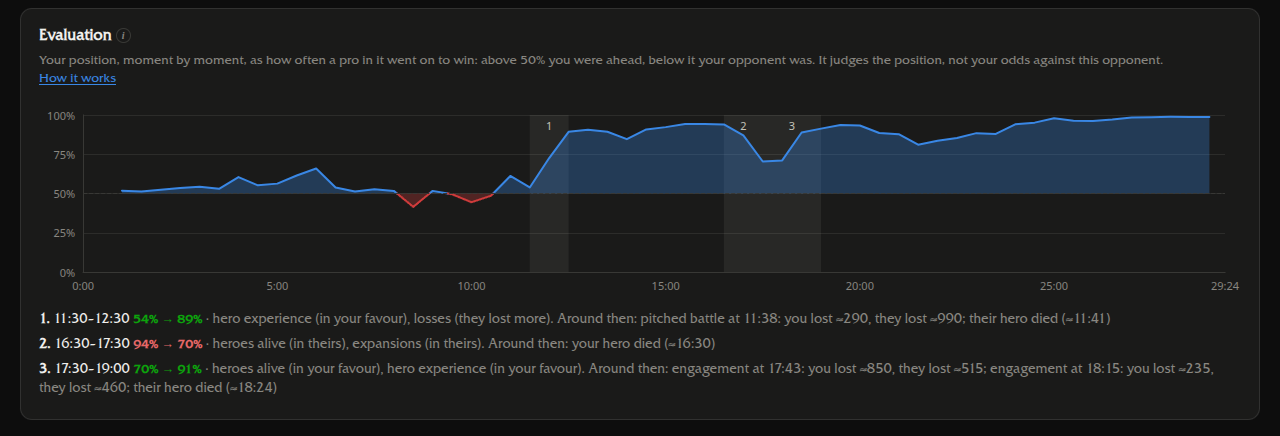 Evaluation i
Your position, moment by moment, as how often a pro in it went on to win: above 50% you were ahead, below it your opponent was. It judges the position, not your odds against this opponent.
How it works
100%
75%
50%
25%
0%
1
2
3
0:00
5:00
10:00
15:00
20:00
25:00
29:24
1. 11:30–12:30 54% → 89% · hero experience (in your favour), losses (they lost more). Around then: pitched battle at 11:38: you lost ≈290, they lost ≈990; their hero died (≈11:41)
2. 16:30–17:30 94% → 70% · heroes alive (in theirs), expansions (in theirs). Around then: your hero died (≈16:30)
3. 17:30–19:00 70% → 91% · heroes alive (in your favour), hero experience (in your favour). Around then: engagement at 17:43: you lost ≈850, they lost ≈515; engagement at 18:15: you lost ≈235,
they lost ≈460; their hero died (≈18:24)